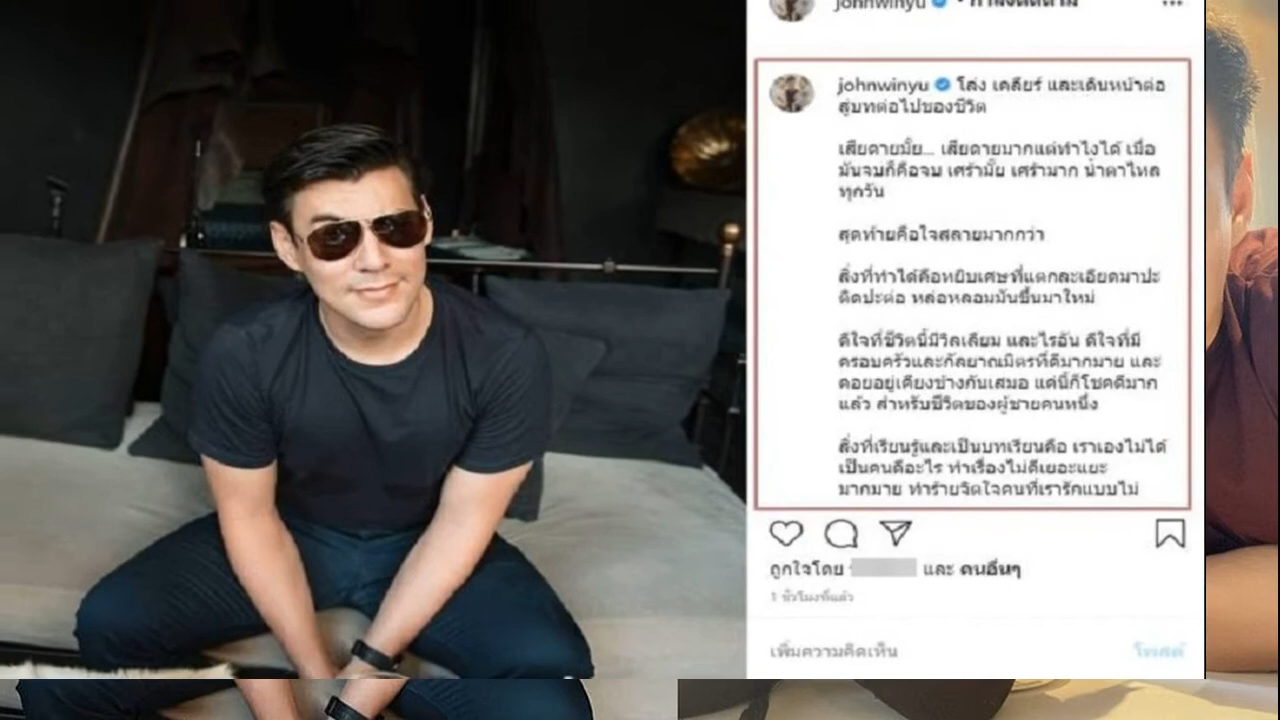 johnwinyu • กำลังติดตาม
johnwinyu โล่ง เคลียร์ และเดินหน้าต่อ
สู่บทต่อไปของชีวิต
เสียดายมั้ย... เสียดายมากแต่ทำไงได้ เมื่อ
มันจบก็คือจบ เศร้ามั้ย เศร้ามาก น้ำตาไหล
ทุกวัน
สุดท้ายคือใจสลายมากกว่า
สิ่งที่ทำได้คือหยิบเศษที่แตกละเอียดมาปะ
ติดปะต่อ หล่อหลอมมันขึ้นมาใหม่
ดีใจที่ชีวิตนี้มีวิลเลียม และไรอัน ดีใจที่มี
ครอบครัวและกัลยาณมิตรที่ดีมากมาย และ
คอยอยู่เคียงข้างกันเสมอ แค่นี้ก็โชคดีมาก
แล้ว สำหรับชีวิตของผู้ชายคนหนึ่ง
สิ่งที่เรียนรู้และเป็นบทเรียนคือ เราเองไม่ได้
เป็นคนดีอะไร ทำเรื่องไม่ดีเยอะแยะ
มากมาย ทำร้ายจิตใจคนที่เรารักแบบไม่
ถูกใจโดย และ คนอื่นๆ
1 ชั่วโมงที่แล้ว
เพิ่มความคิดเห็น
โพสต์